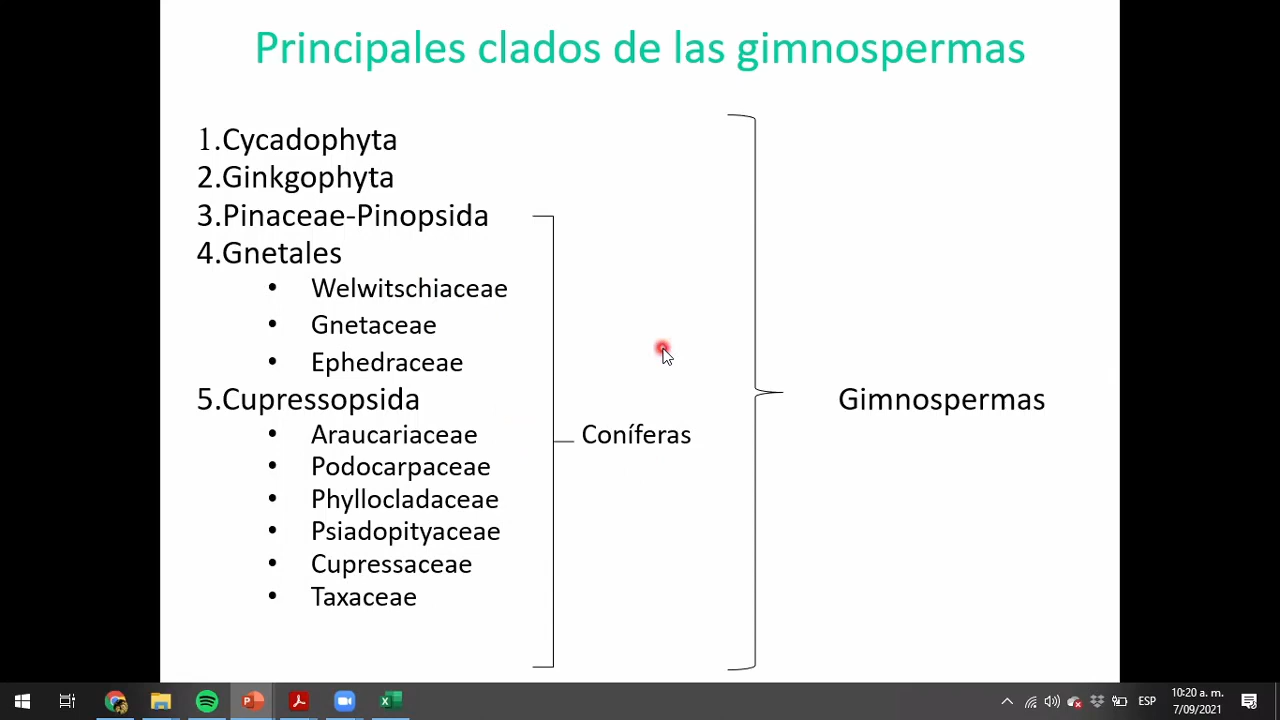 Principales clados de las gimnospermas
1.Cycadophyta
2.Ginkgophyta
3.Pinaceae-Pinopsida
4.Gnetales
• Welwitschiaceae
• Gnetaceae
• Ephedraceae
5.Cupressopsida
• Araucariaceae
• Podocarpaceae
• Phyllocladaceae
• Psiadopityaceae
• Cupressaceae
• Taxaceae
Coníferas
Gimnospermas
ESP
10:20 a. m.
7/09/2021